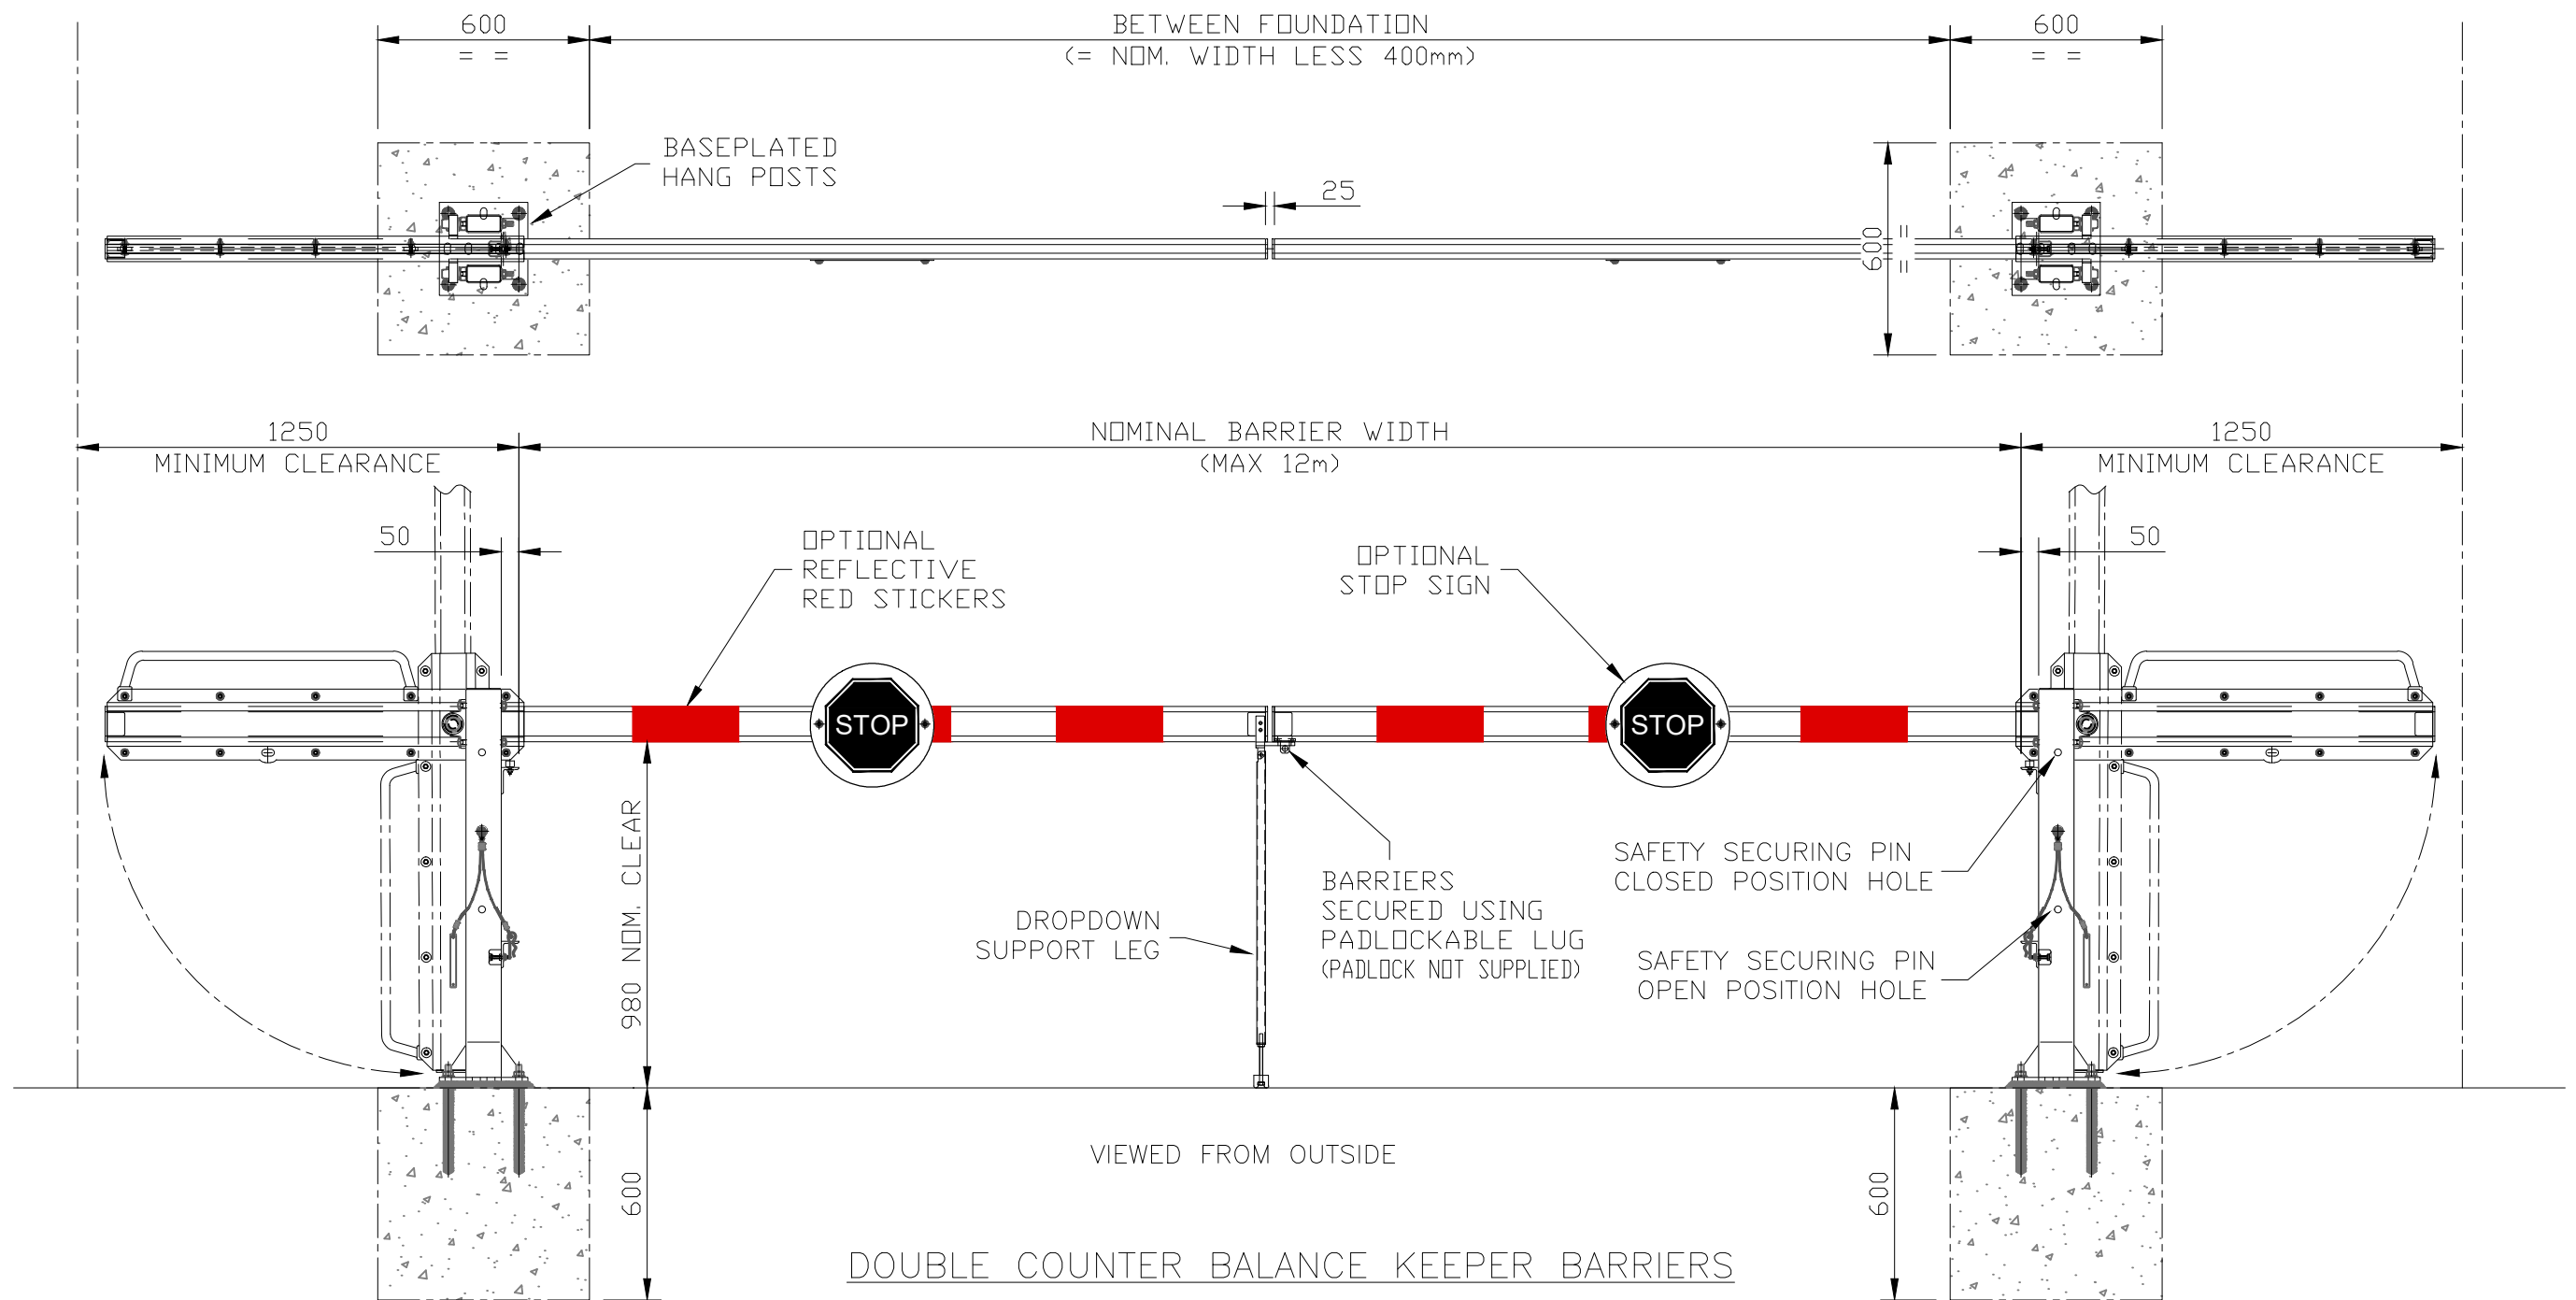 600
= =
BETWEEN FOUNDATION
(= NOM. WIDTH LESS 400mm)
600
= =
BASEPLATED
HANG POSTS
25
600
=
=
1250
MINIMUM CLEARANCE
NOMINAL BARRIER WIDTH
(MAX 12m)
1250
MINIMUM CLEARANCE
50
OPTIONAL
REFLECTIVE
RED STICKERS
OPTIONAL
STOP SIGN
50
STOP
STOP
980 NOM. CLEAR
DROPDOWN
SUPPORT LEG
BARRIERS
SECURED USING
PADLOCKABLE LUG
(PADLOCK NOT SUPPLIED)
SAFETY SECURING PIN
CLOSED POSITION HOLE
SAFETY SECURING PIN
OPEN POSITION HOLE
600
VIEWED FROM OUTSIDE
600
DOUBLE COUNTER BALANCE KEEPER BARRIERS